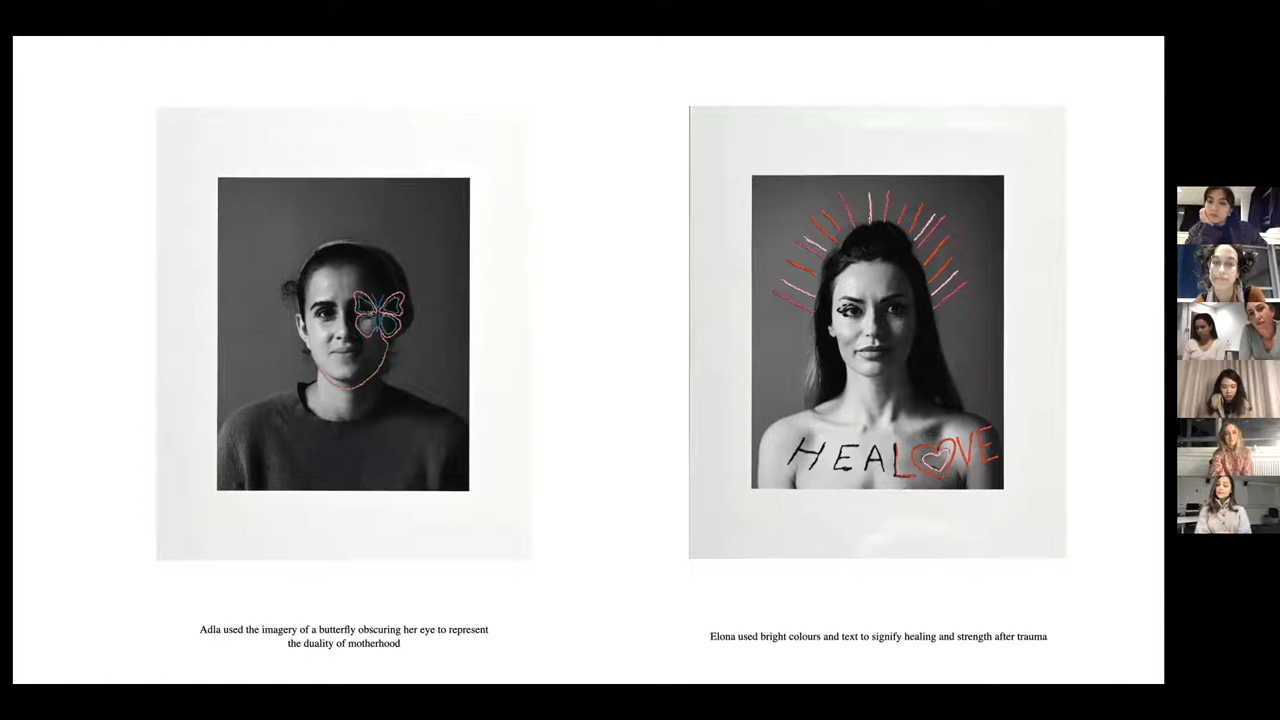 HEALOVE
Adla used the imagery of a butterfly obscuring her eye to represent
the duality of motherhood
Elona used bright colours and text to signify healing and strength after trauma